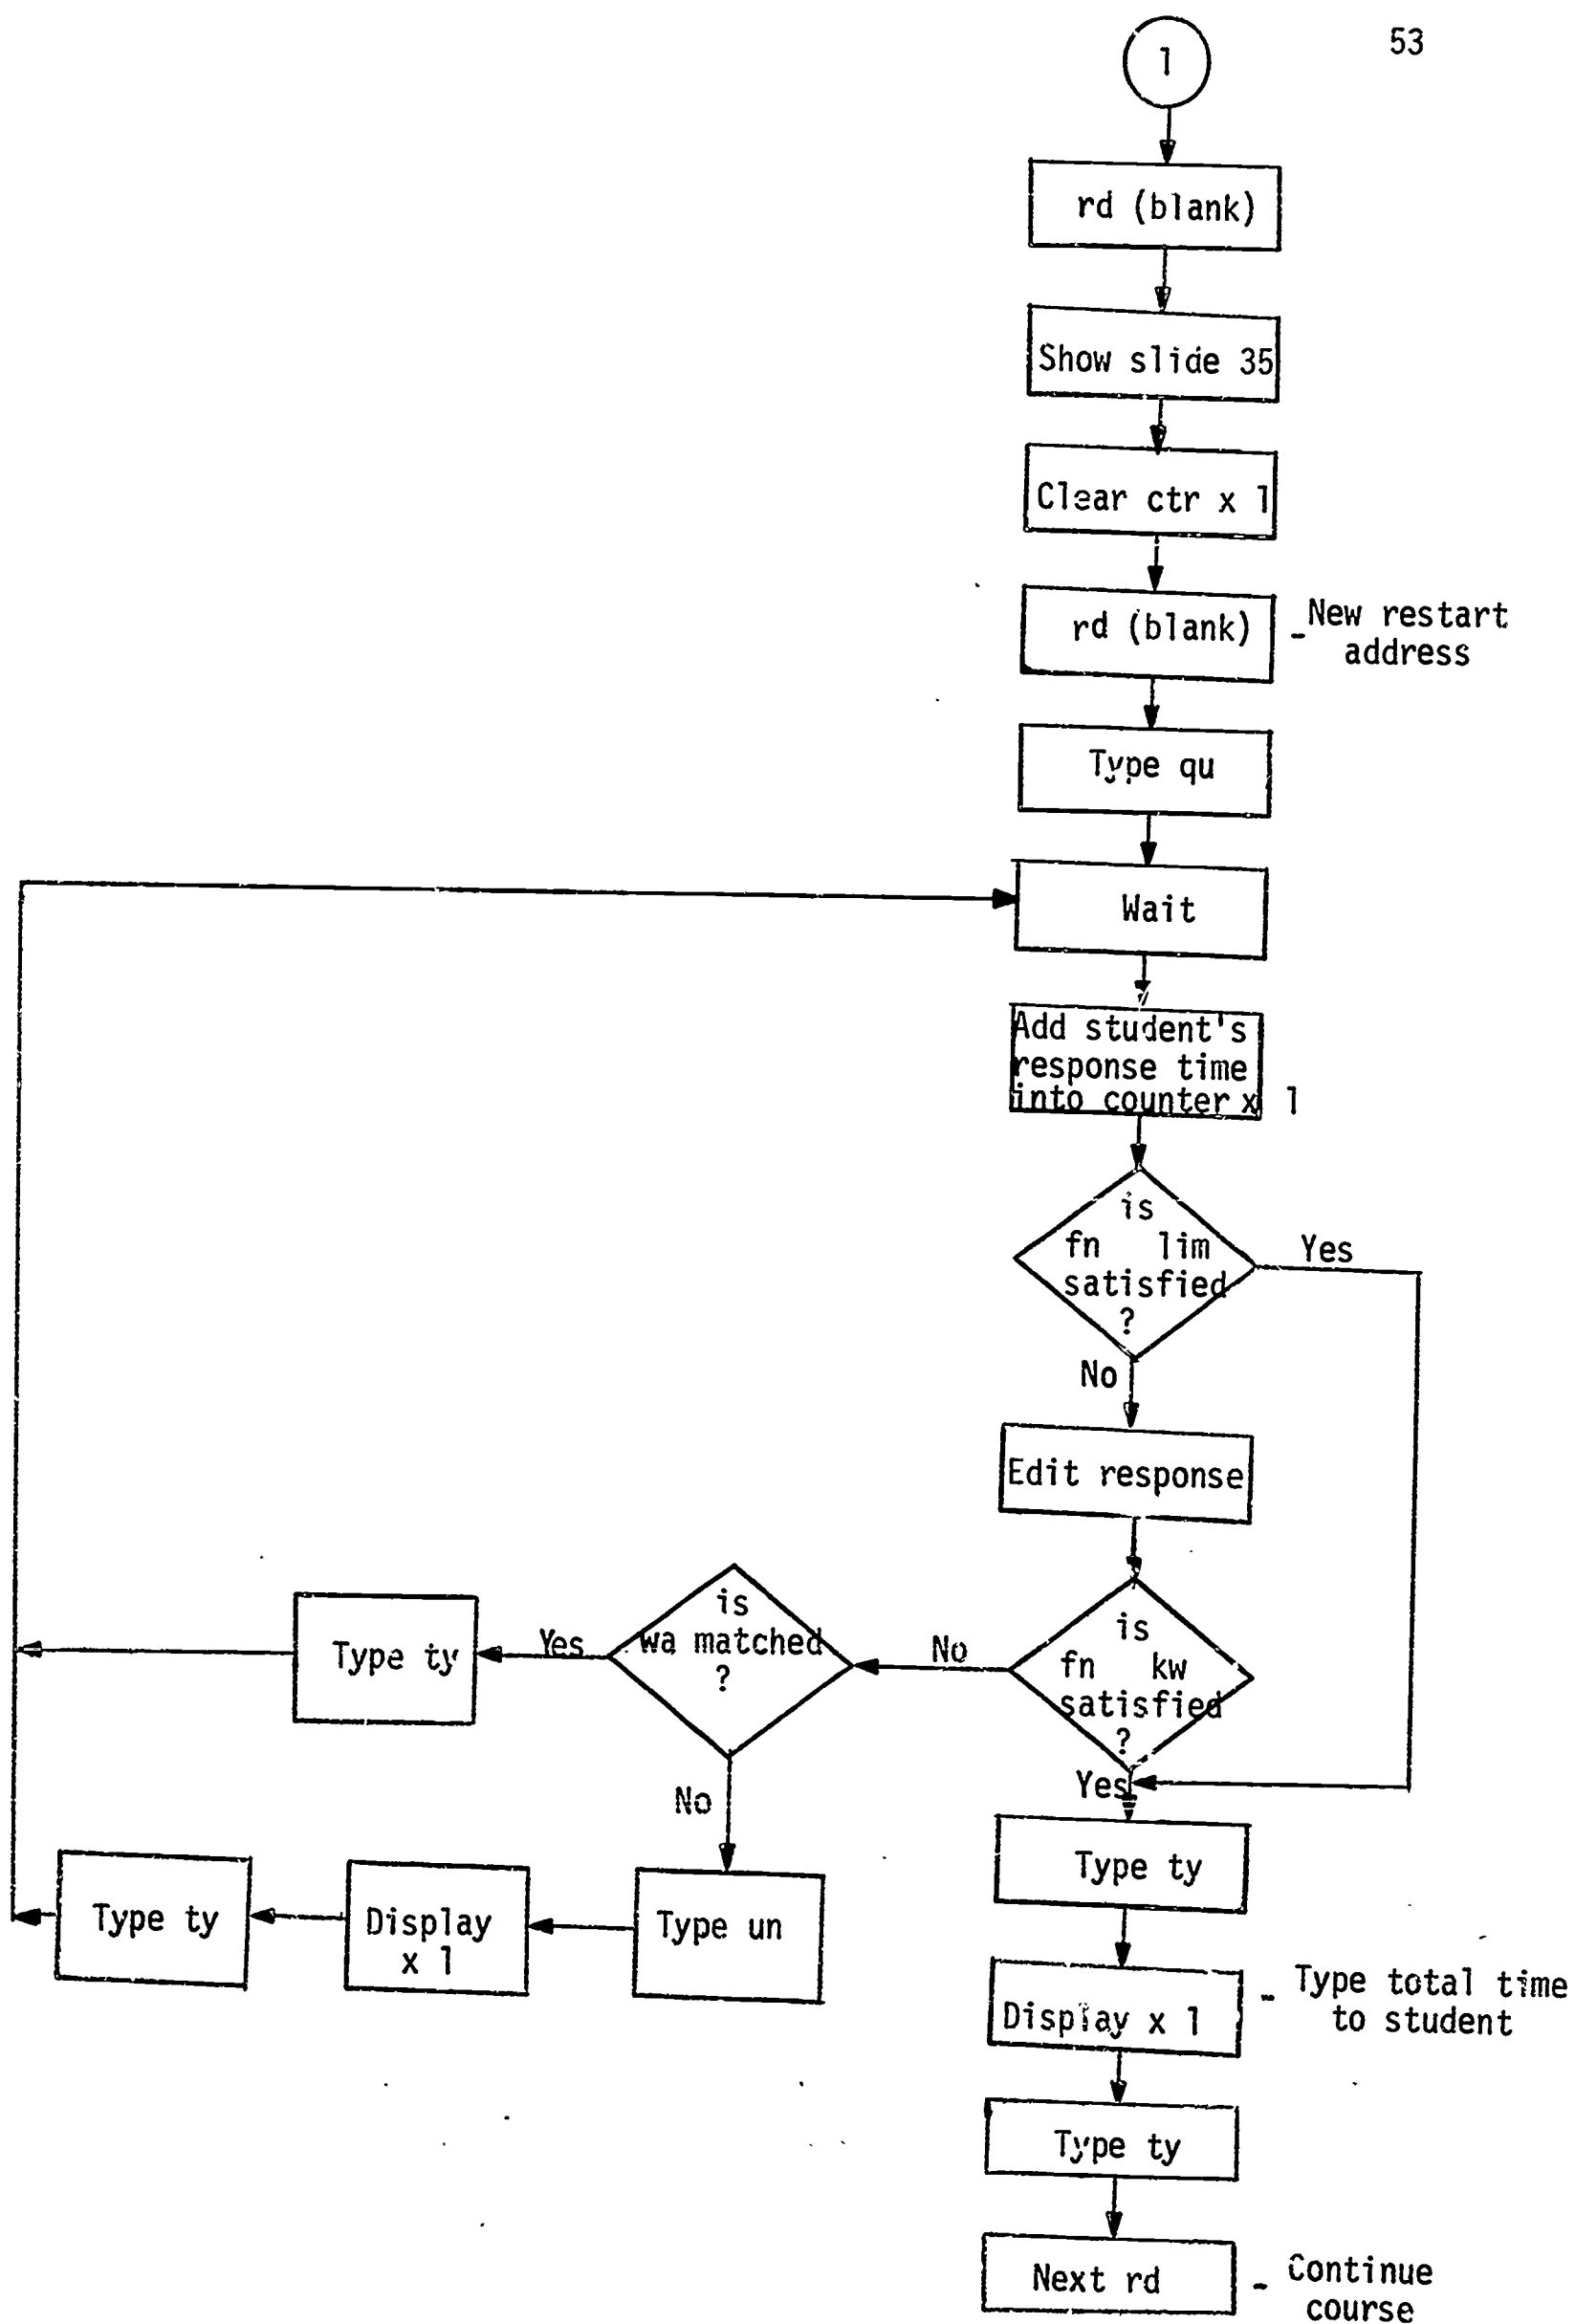 53
1
rd (blank)
Show slide 35
Clear ctr x 1
rd (blank)
-New restart
address
Type qu
Wait
Add student's
response time
into counter x 1
is
fn lim
satisfied
?
Yes
No
Edit response
is
fn kw
satisfied
?
No
Yes
is
wa matched
?
Yes
No
Type ty
Type un
Display
x 1
Type ty
Type ty
Display x 1
- Type total time
to student
Type ty
Next rd
- Continue
course